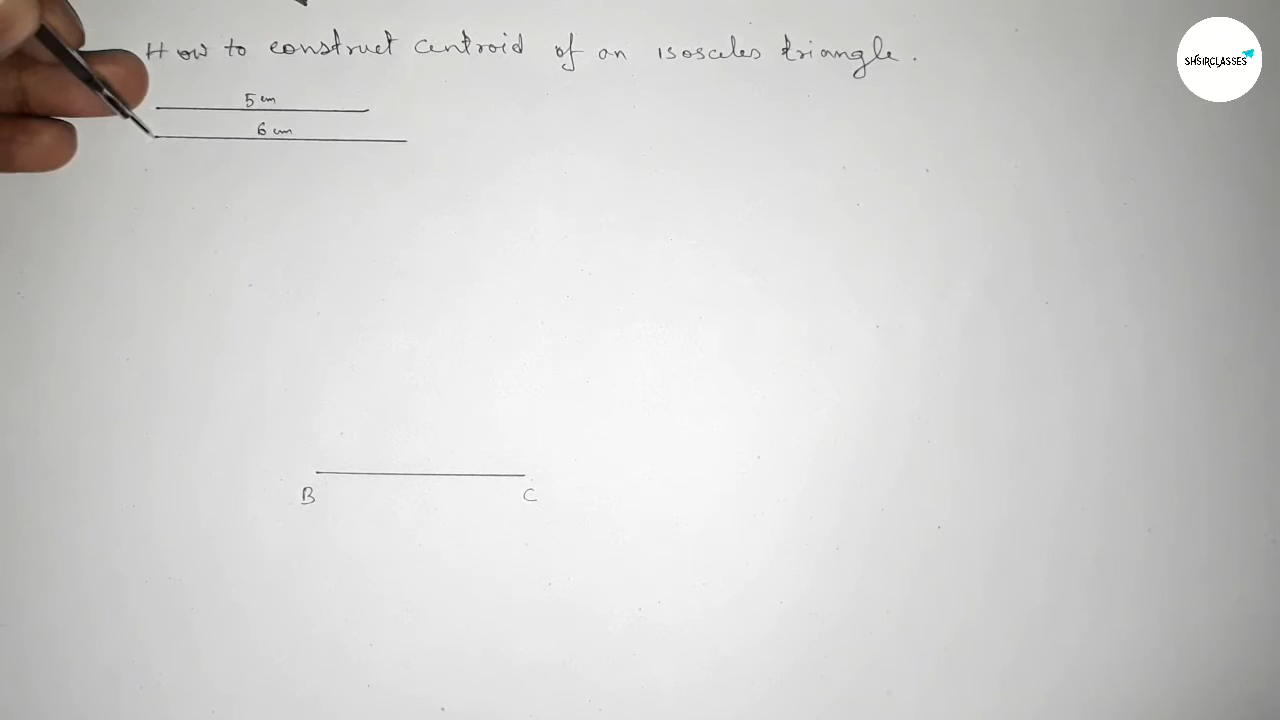 How to construct centroid of an isosceles triangle.
SHSIRCLASSES
5 cm
6 cm
B C